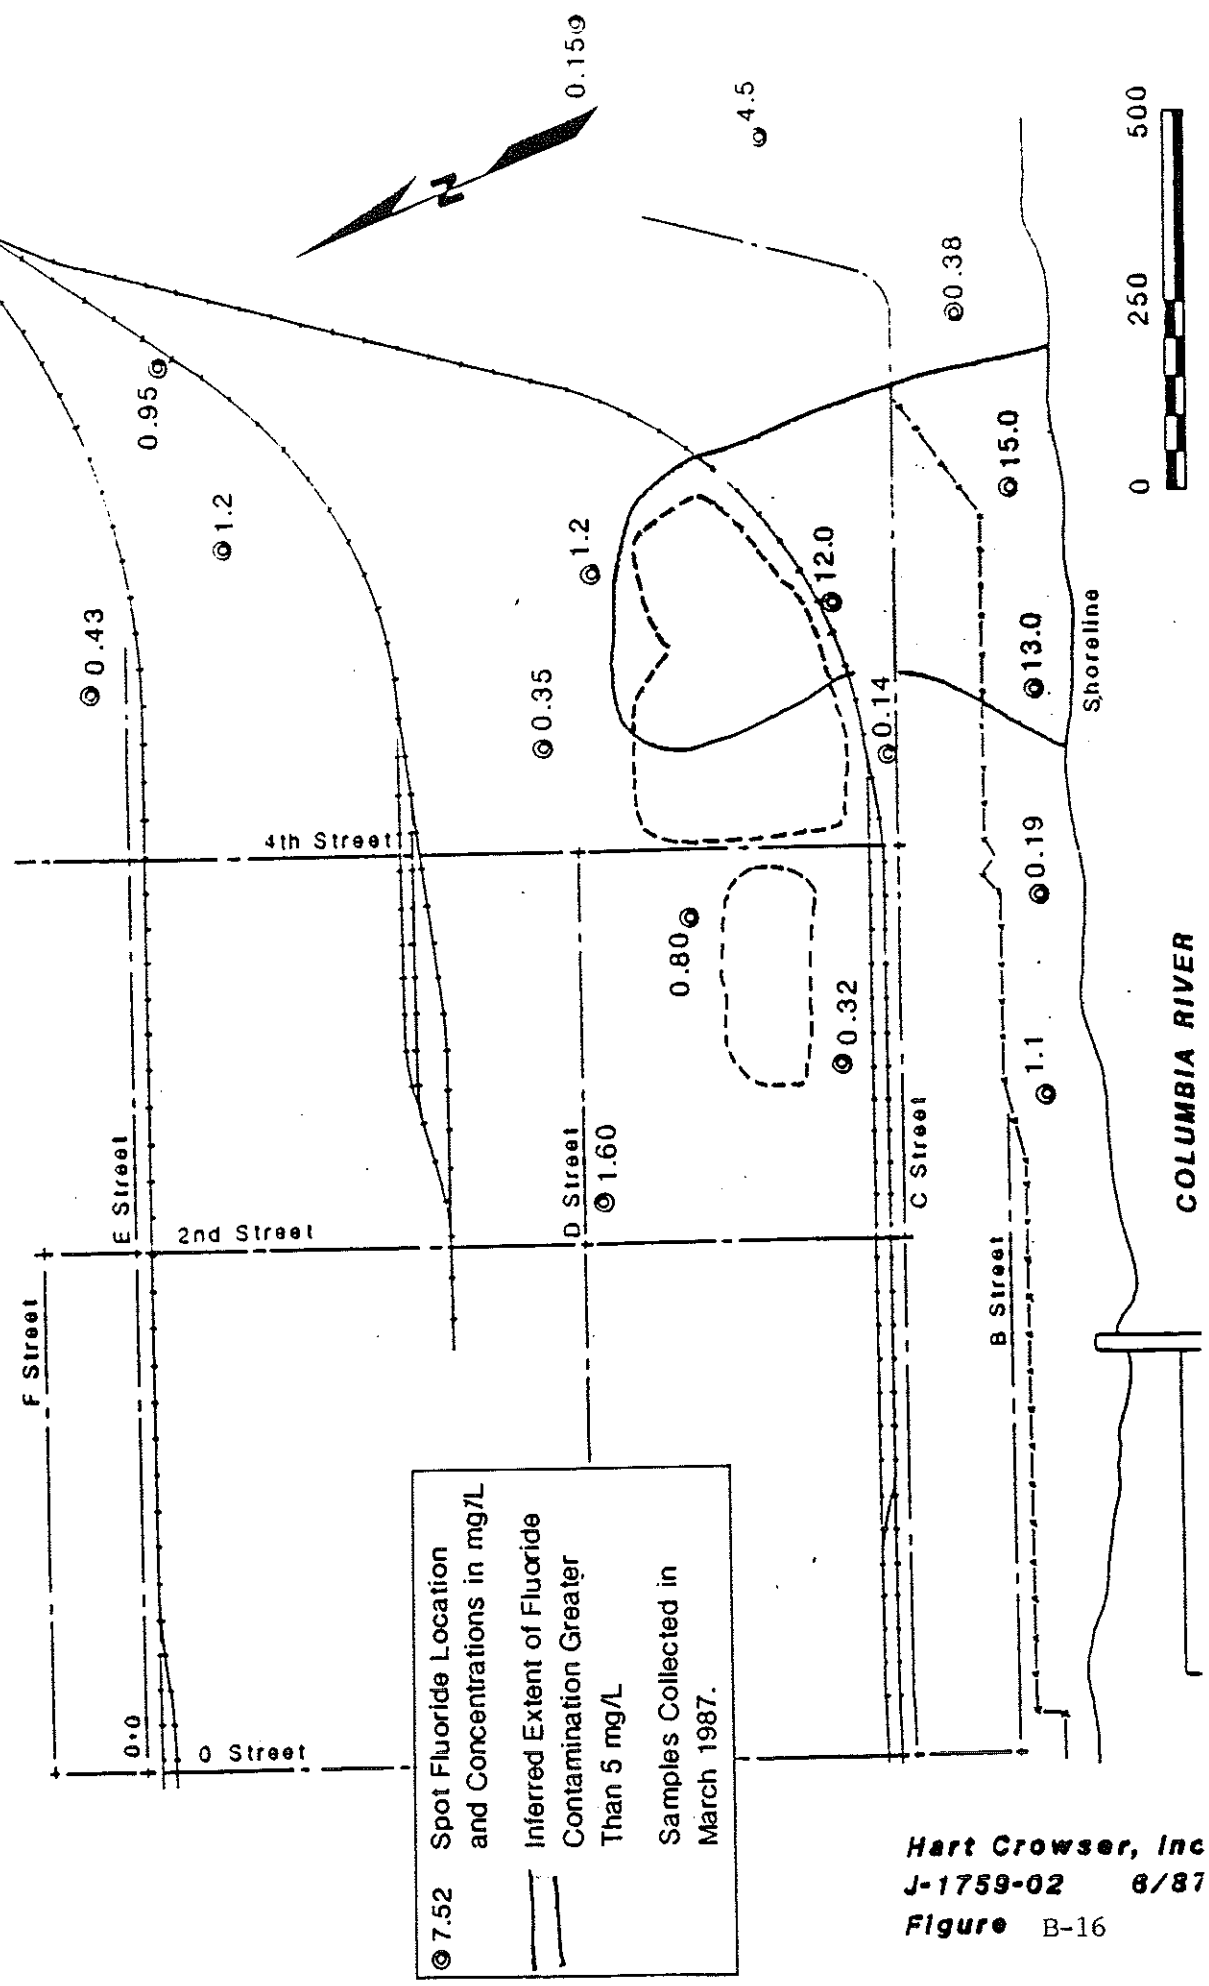 0.15
4.5
N
0.38
0.95
1.2
0.43
1.2
0.35
12.0
15.0
13.0
0.14
0.19
1.1
0.80
0.32
1.60
4th Street
2nd Street
0 Street
F Street
E Street
D Street
C Street
B Street
0+0
Shoreline
COLUMBIA RIVER
0 250 500
7.52 Spot Fluoride Location
and Concentrations in mg/L
Inferred Extent of Fluoride
Contamination Greater
Than 5 mg/L
Samples Collected in
March 1987.
Hart Crowser, Inc
J-1759-02 6/87
Figure B-16